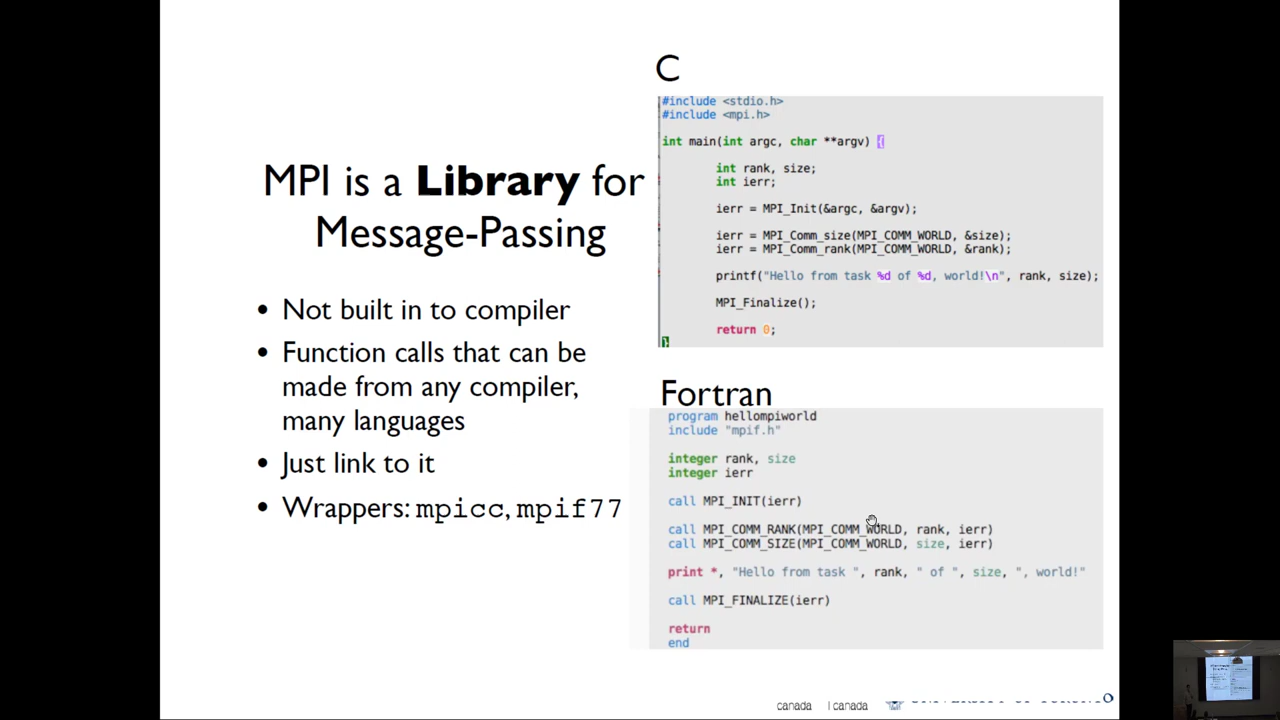 MPI is a Library for
Message-Passing
• Not built in to compiler
• Function calls that can be
made from any compiler,
many languages
• Just link to it
• Wrappers: mpicc, mpif77
C
#include <stdio.h>
#include <mpi.h>
int main(int argc, char **argv) {
int rank, size;
int ierr;
ierr = MPI_Init(&argc, &argv);
ierr = MPI_Comm_size(MPI_COMM_WORLD, &size);
ierr = MPI_Comm_rank(MPI_COMM_WORLD, &rank);
printf("Hello from task %d of %d, world!\n", rank, size);
MPI_Finalize();
return 0;
}
Fortran
program hellompiworld
include "mpif.h"
integer rank, size
integer ierr
call MPI_INIT(ierr)
call MPI_COMM_RANK(MPI_COMM_WORLD, rank, ierr)
call MPI_COMM_SIZE(MPI_COMM_WORLD, size, ierr)
print *, "Hello from task ", rank, " of ", size, ", world!"
call MPI_FINALIZE(ierr)
return
end
canada canada